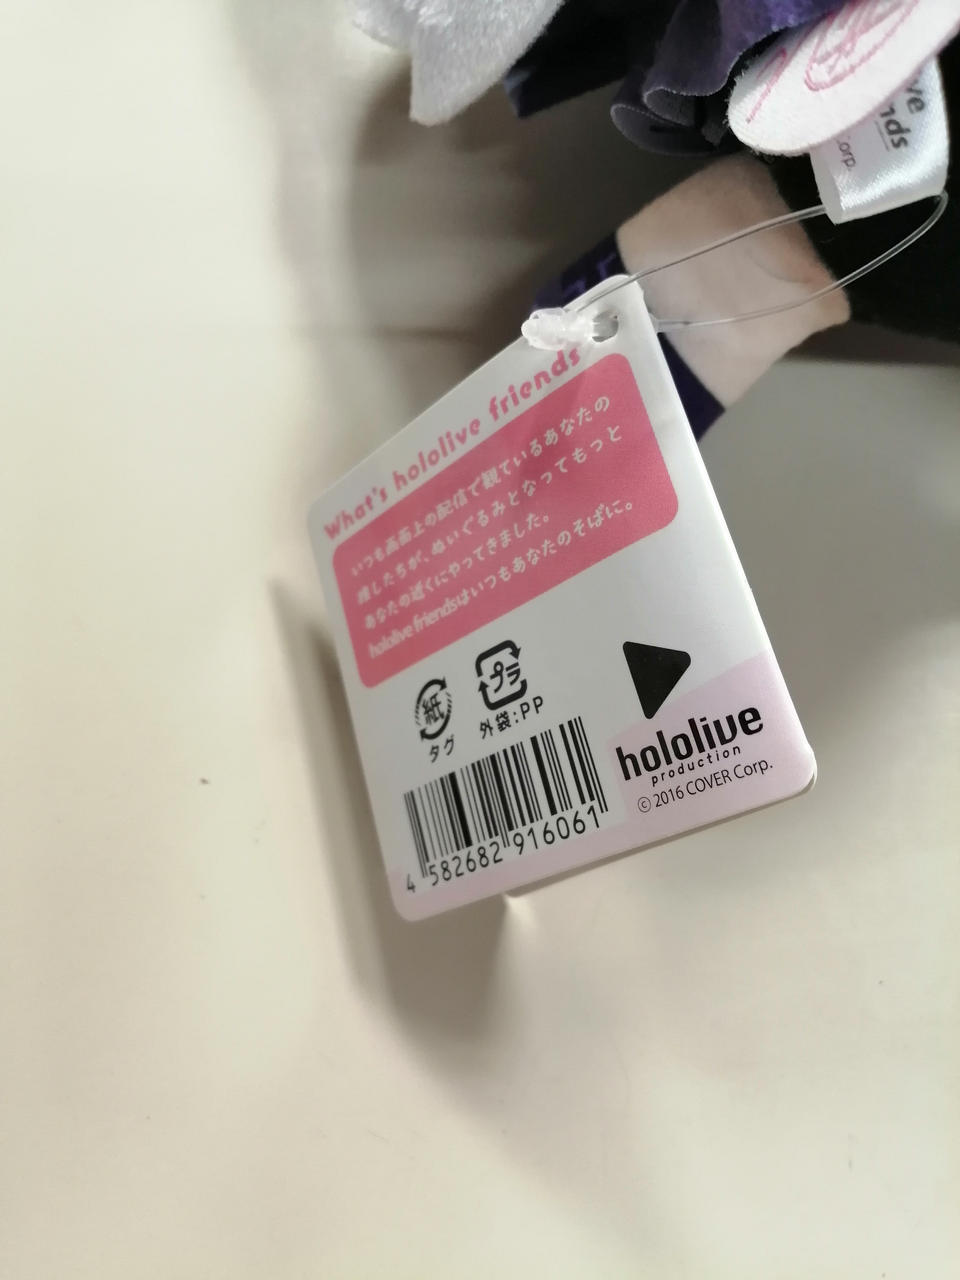 What's hololive friends
いつも画面上の配信で観ているあなたの
推したちが、ぬいぐるみとなってもっと
あなたの近くにやってきました。
hololive friendsはいつもあなたのそばに。
紙
タグ
プラ
外袋:PP
hololive
production
© 2016 COVER Corp.
4 582682 916061
ve
nds
Corp.